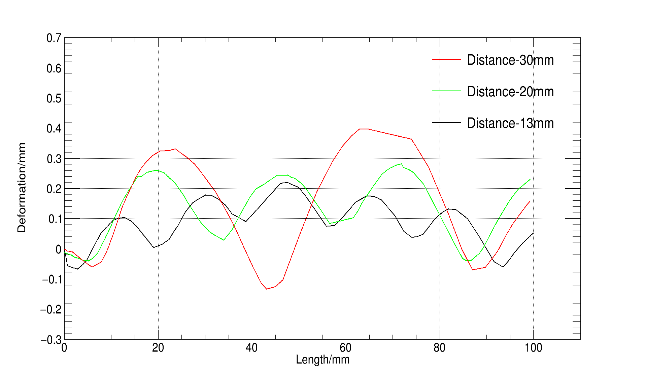 0.7
0.6
0.5
0.4
0.3
0.2
0.1
0
−0.1
−0.2
−0.3
Deformation/mm
Distance-30mm
Distance-20mm
Distance-13mm
0 20 40 60 80 100
Length/mm